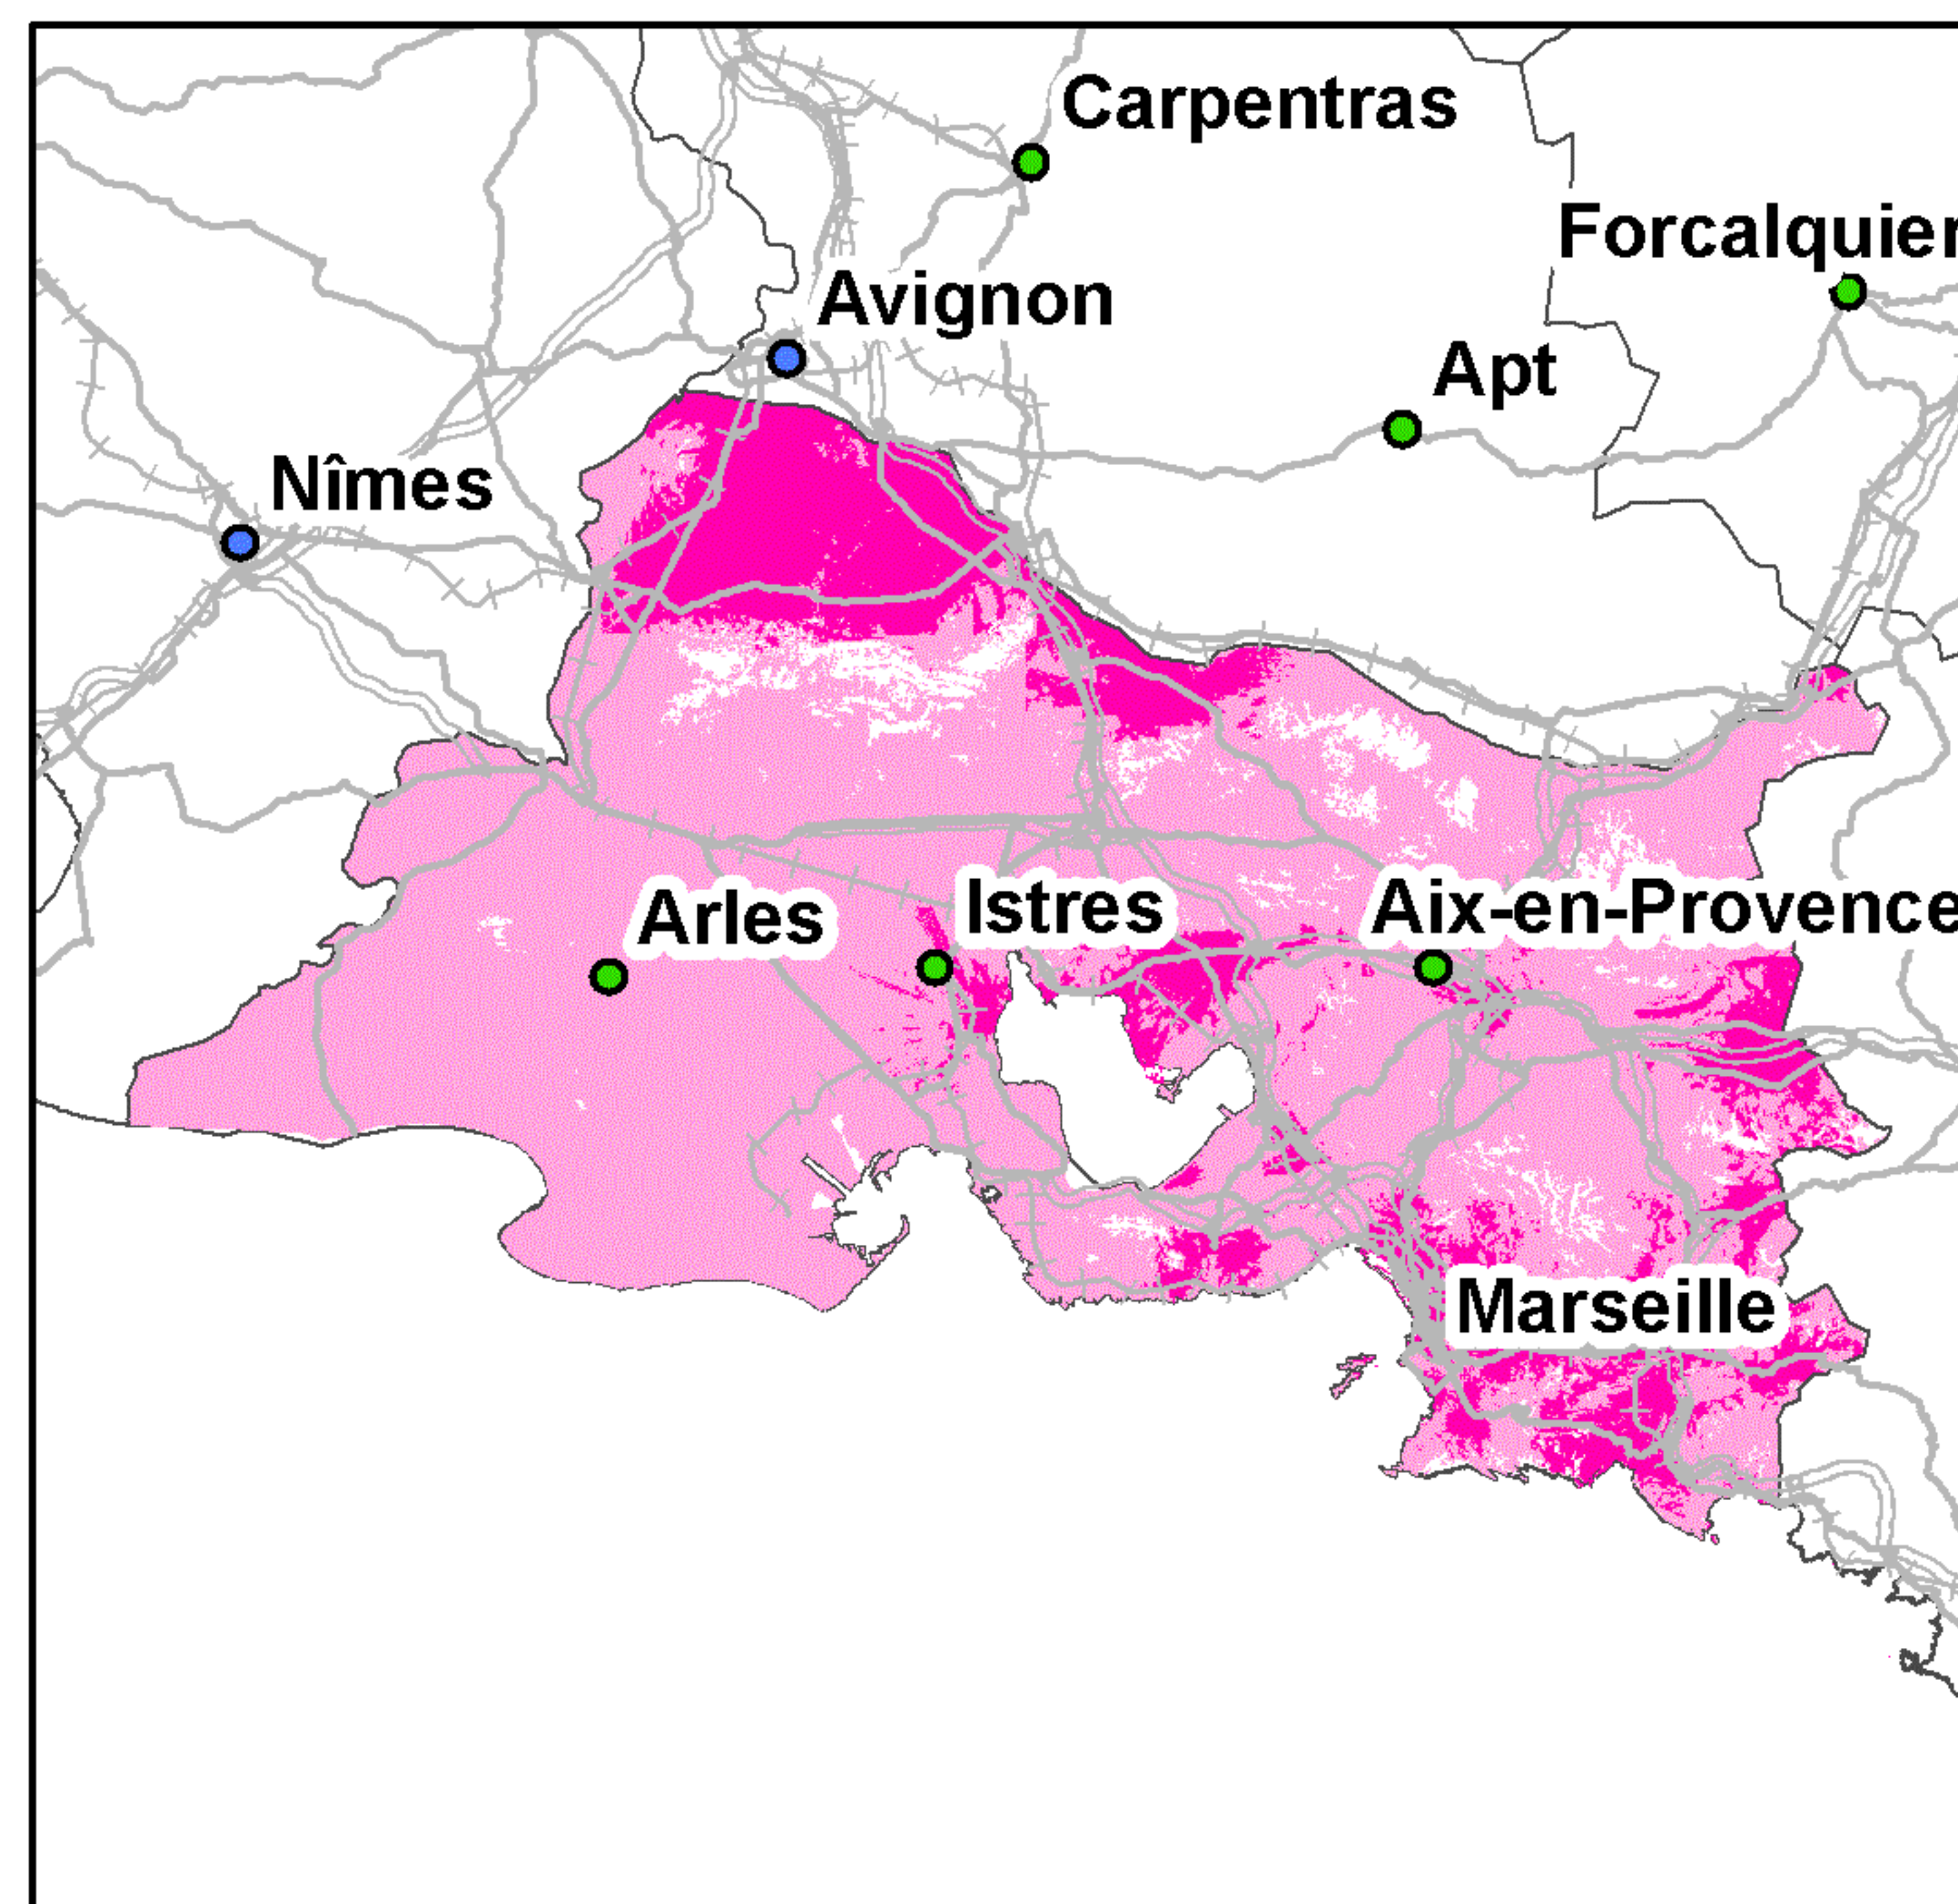 Carpentras
Forcalquier
Avignon
Apt
Nîmes
Arles
Istres
Aix-en-Provence
Marseille